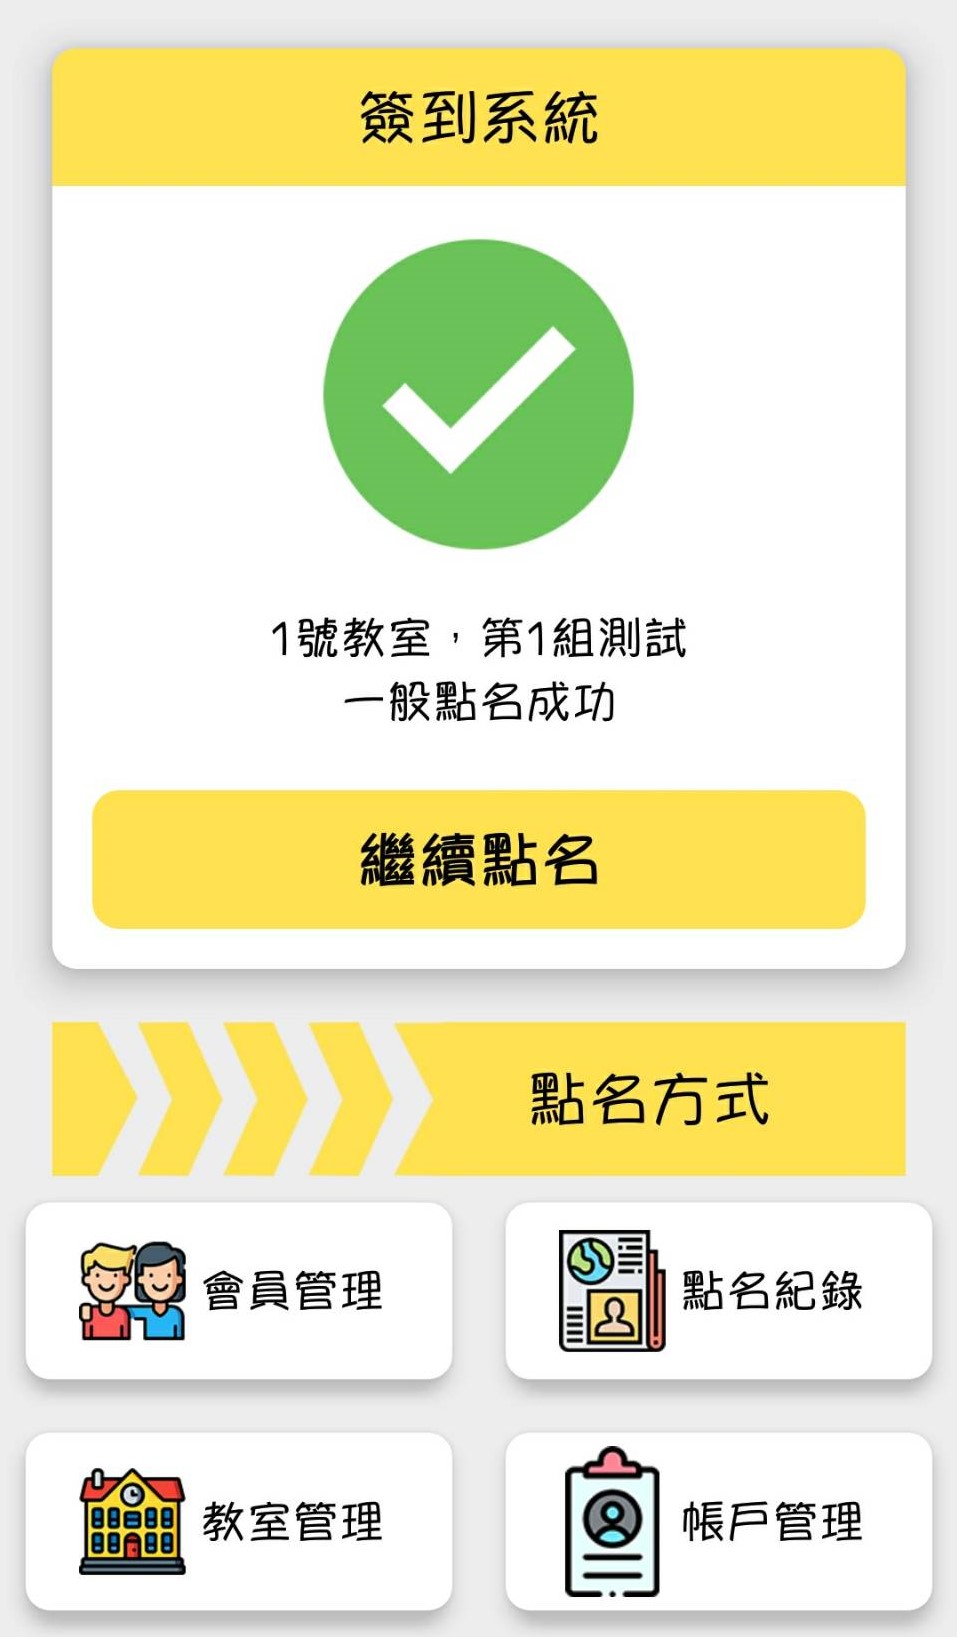 簽到系統
1號教室，第1組測試
一般點名成功
繼續點名
點名方式
會員管理
點名紀錄
教室管理
帳戶管理